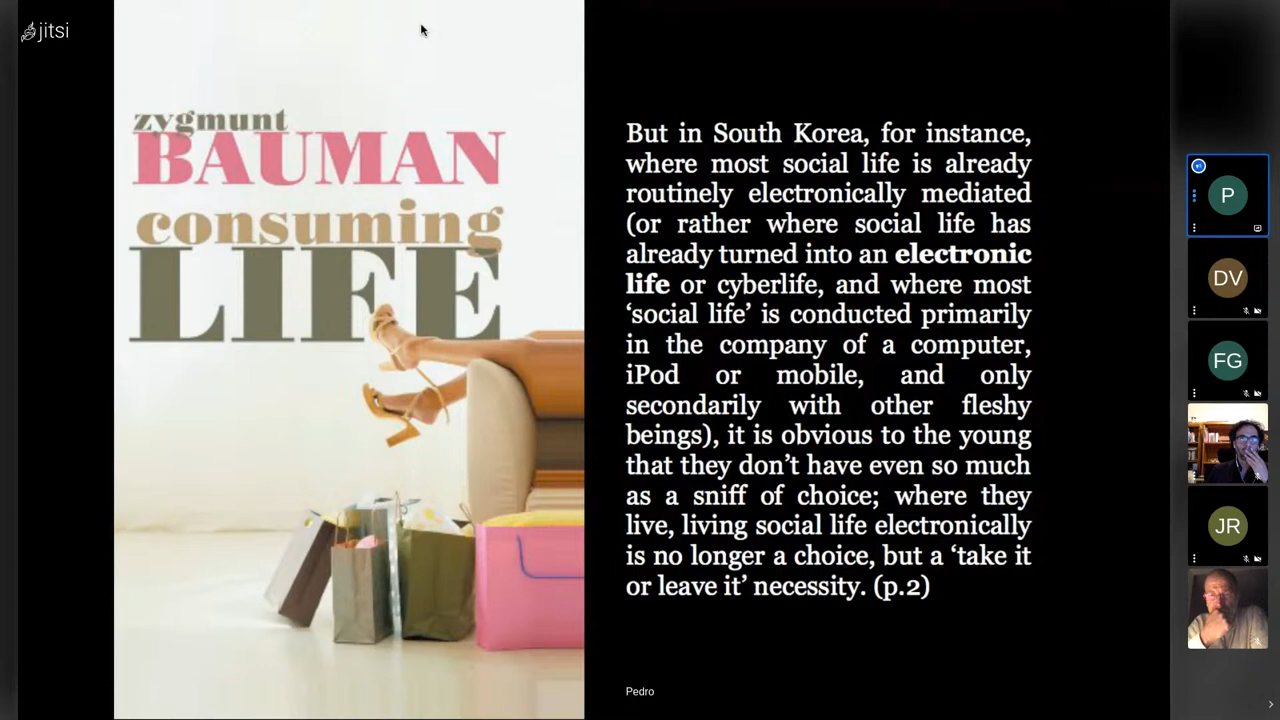 jitsi
zygmunt
BAUMAN
consuming
LIFE
But in South Korea, for instance,
where most social life is already
routinely electronically mediated
(or rather where social life has
already turned into an electronic
life or cyberlife, and where most
‘social life’ is conducted primarily
in the company of a computer,
iPod or mobile, and only
secondarily with other fleshy
beings), it is obvious to the young
that they don’t have even so much
as a sniff of choice; where they
live, living social life electronically
is no longer a choice, but a ‘take it
or leave it’ necessity. (p.2)
Pedro
P
DV
FG
JR